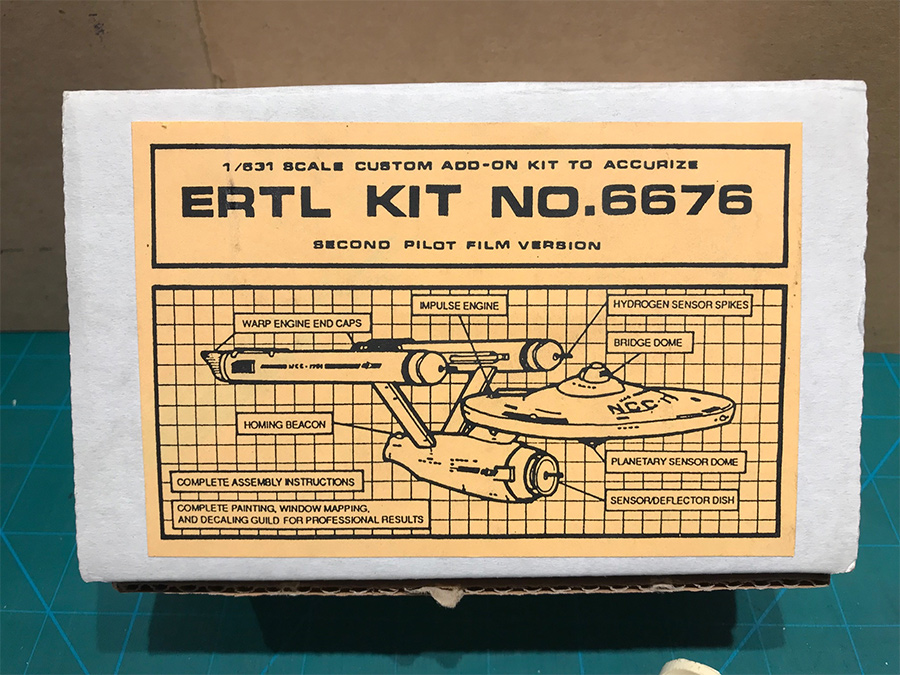 1/631 SCALE CUSTOM ADD-ON KIT TO ACCURIZE
ERTL KIT NO.6676
SECOND PILOT FILM VERSION
IMPULSE ENGINE
HYDROGEN SENSOR SPIKES
WARP ENGINE END CAPS
BRIDGE DOME
NCC-1
HOMING BEACON
PLANETARY SENSOR DOME
COMPLETE ASSEMBLY INSTRUCTIONS
SENSOR/DEFLECTOR DISH
COMPLETE PAINTING, WINDOW MAPPING,
AND DECALING GUILD FOR PROFESSIONAL RESULTS